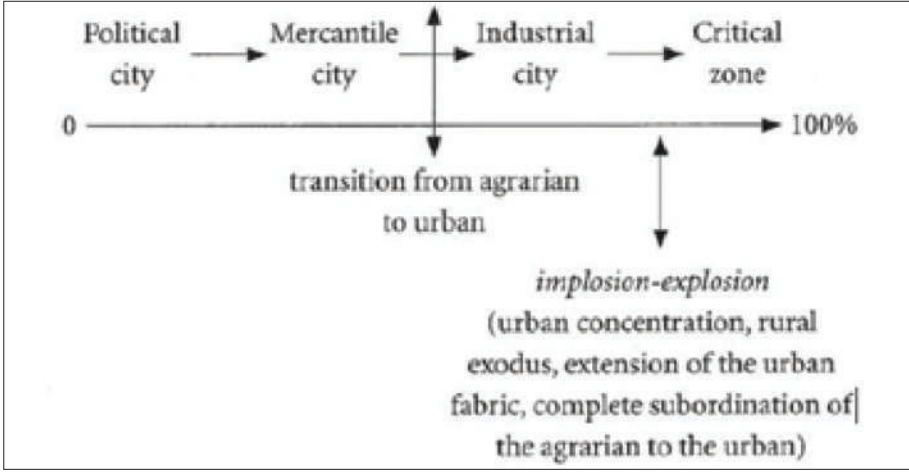 Political city
Mercantile city
Industrial city
Critical zone
0
100%
transition from agrarian
to urban
implosion-explosion
(urban concentration, rural
exodus, extension of the urban
fabric, complete subordination of
the agrarian to the urban)